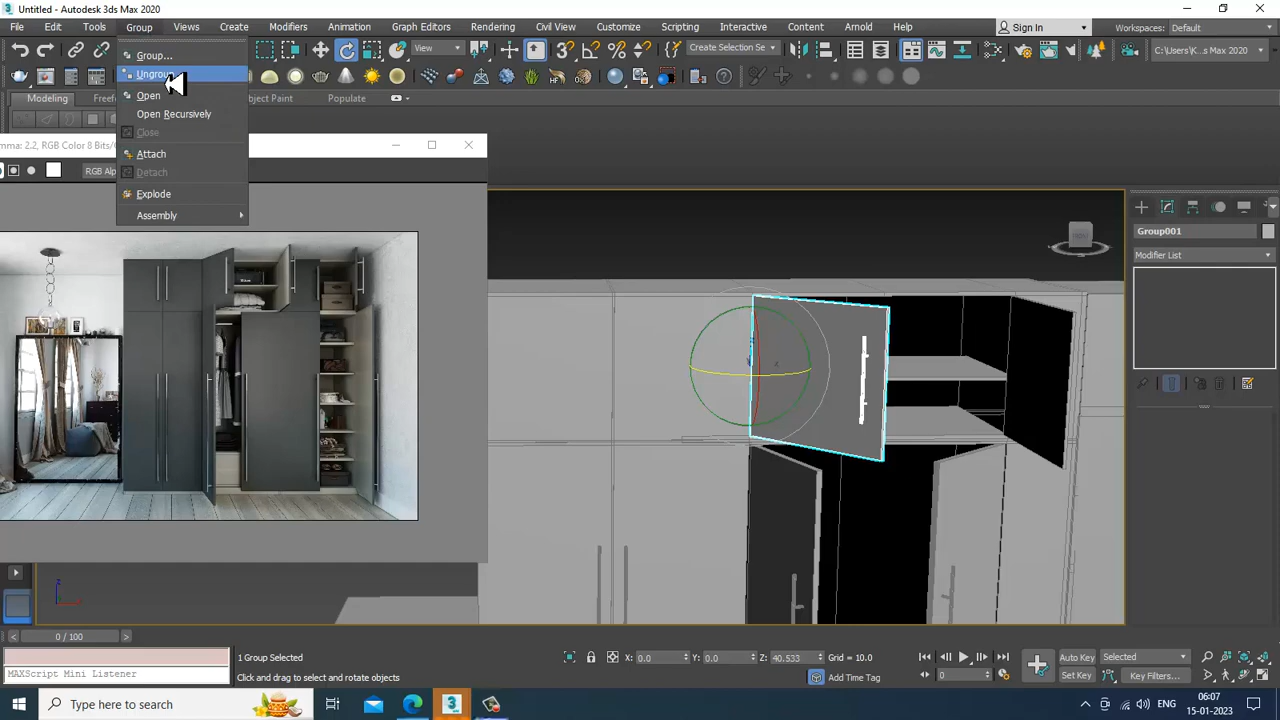 Untitled - Autodesk 3ds Max 2020
File Edit Tools Group Views Create Modifiers Animation Graph Editors Rendering Civil View Customize Scripting Interactive Content Arnold Help Sign In Workspaces: Default
View Create Selection Se C:\Users\K...s Max 2020
Group...
Ungroup
Open
Open Recursively
Close
Attach
Detach
Explode
Assembly
Modeling Populate
RGB Color 8 Bits/
RGB Alp
Group001
Modifier List
0 / 100
1 Group Selected
Click and drag to select and rotate objects
MAXScript Mini Listener
X: 0.0 Y: 0.0 Z: 40.533 Grid = 10.0
Add Time Tag
Auto Key Selected
Set Key Key Filters...
0
Type here to search
3
ENG
06:07
15-01-2023